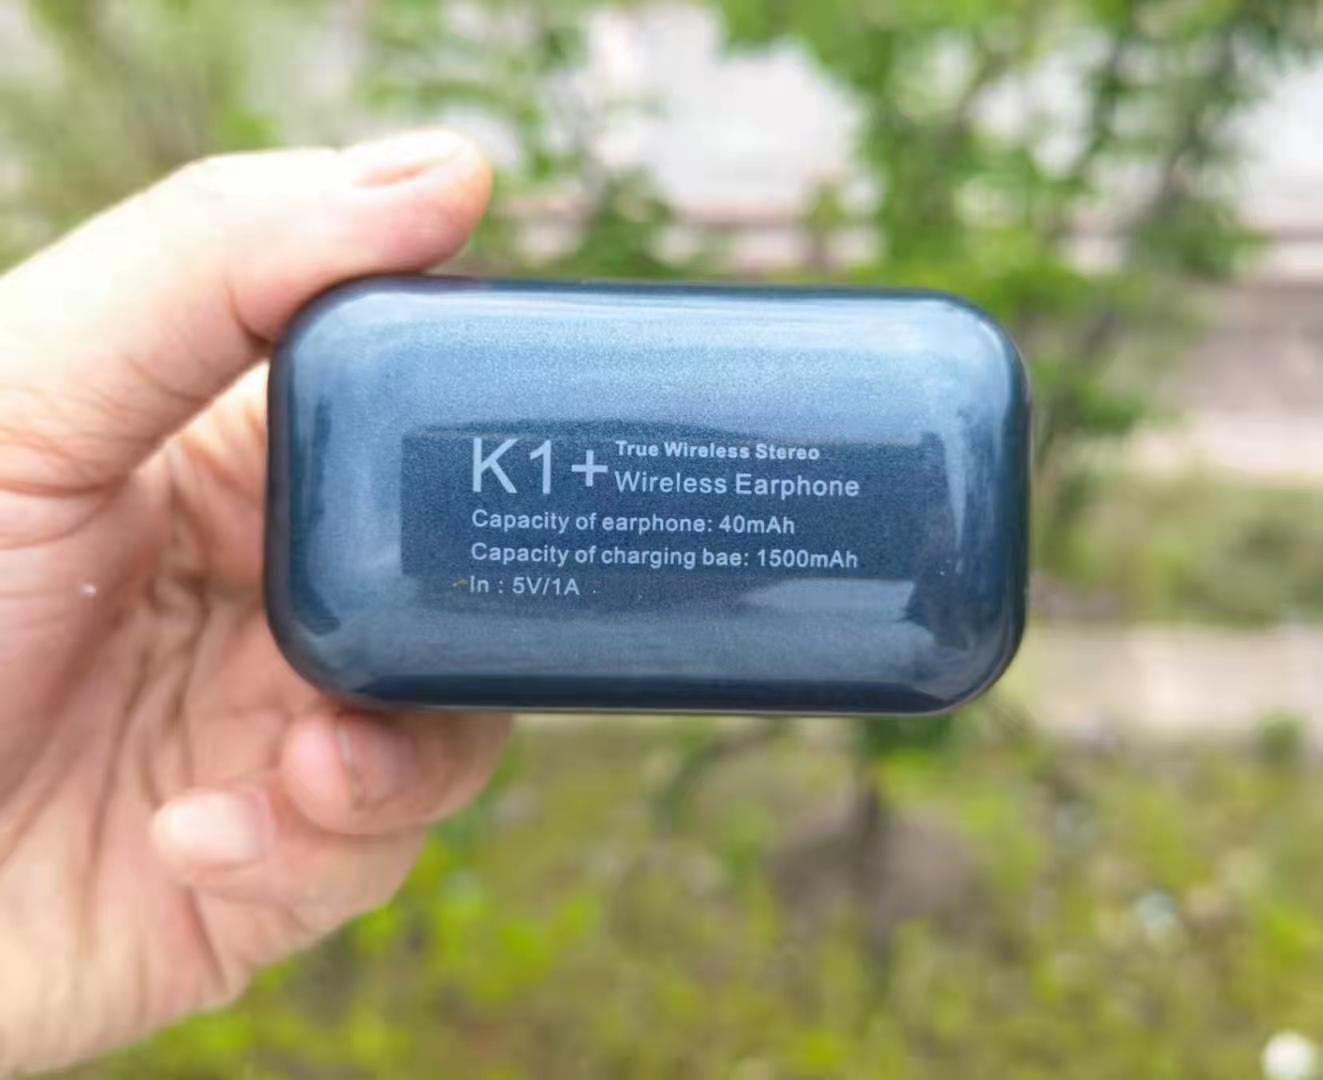 K1+ True Wireless Stereo
Wireless Earphone
Capacity of earphone: 40mAh
Capacity of charging bae: 1500mAh
In : 5V/1A